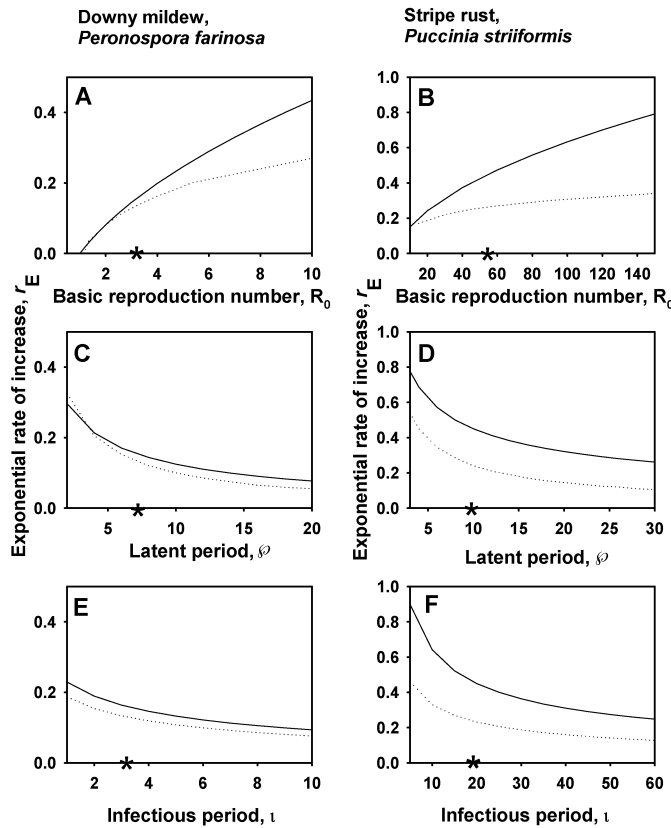 Downy mildew,
Peronospora farinosa
Stripe rust,
Puccinia striiformis
A
0.4
0.2
0.0
2 4 6 8 10
Basic reproduction number, R0
B
1.0
0.8
0.6
0.4
0.2
0.0
20 40 60 80 100 120 140
Basic reproduction number, R0
Exponential rate of increase, rE
Exponential rate of increase, rE
C
0.4
0.2
0.0
5 10 15 20
Latent period, ℘
D
1.0
0.8
0.6
0.4
0.2
0.0
5 10 15 20 25 30
Latent period, ℘
E
0.4
0.2
0.0
2 4 6 8 10
Infectious period, ι
F
1.0
0.8
0.6
0.4
0.2
0.0
10 20 30 40 50 60
Infectious period, ι